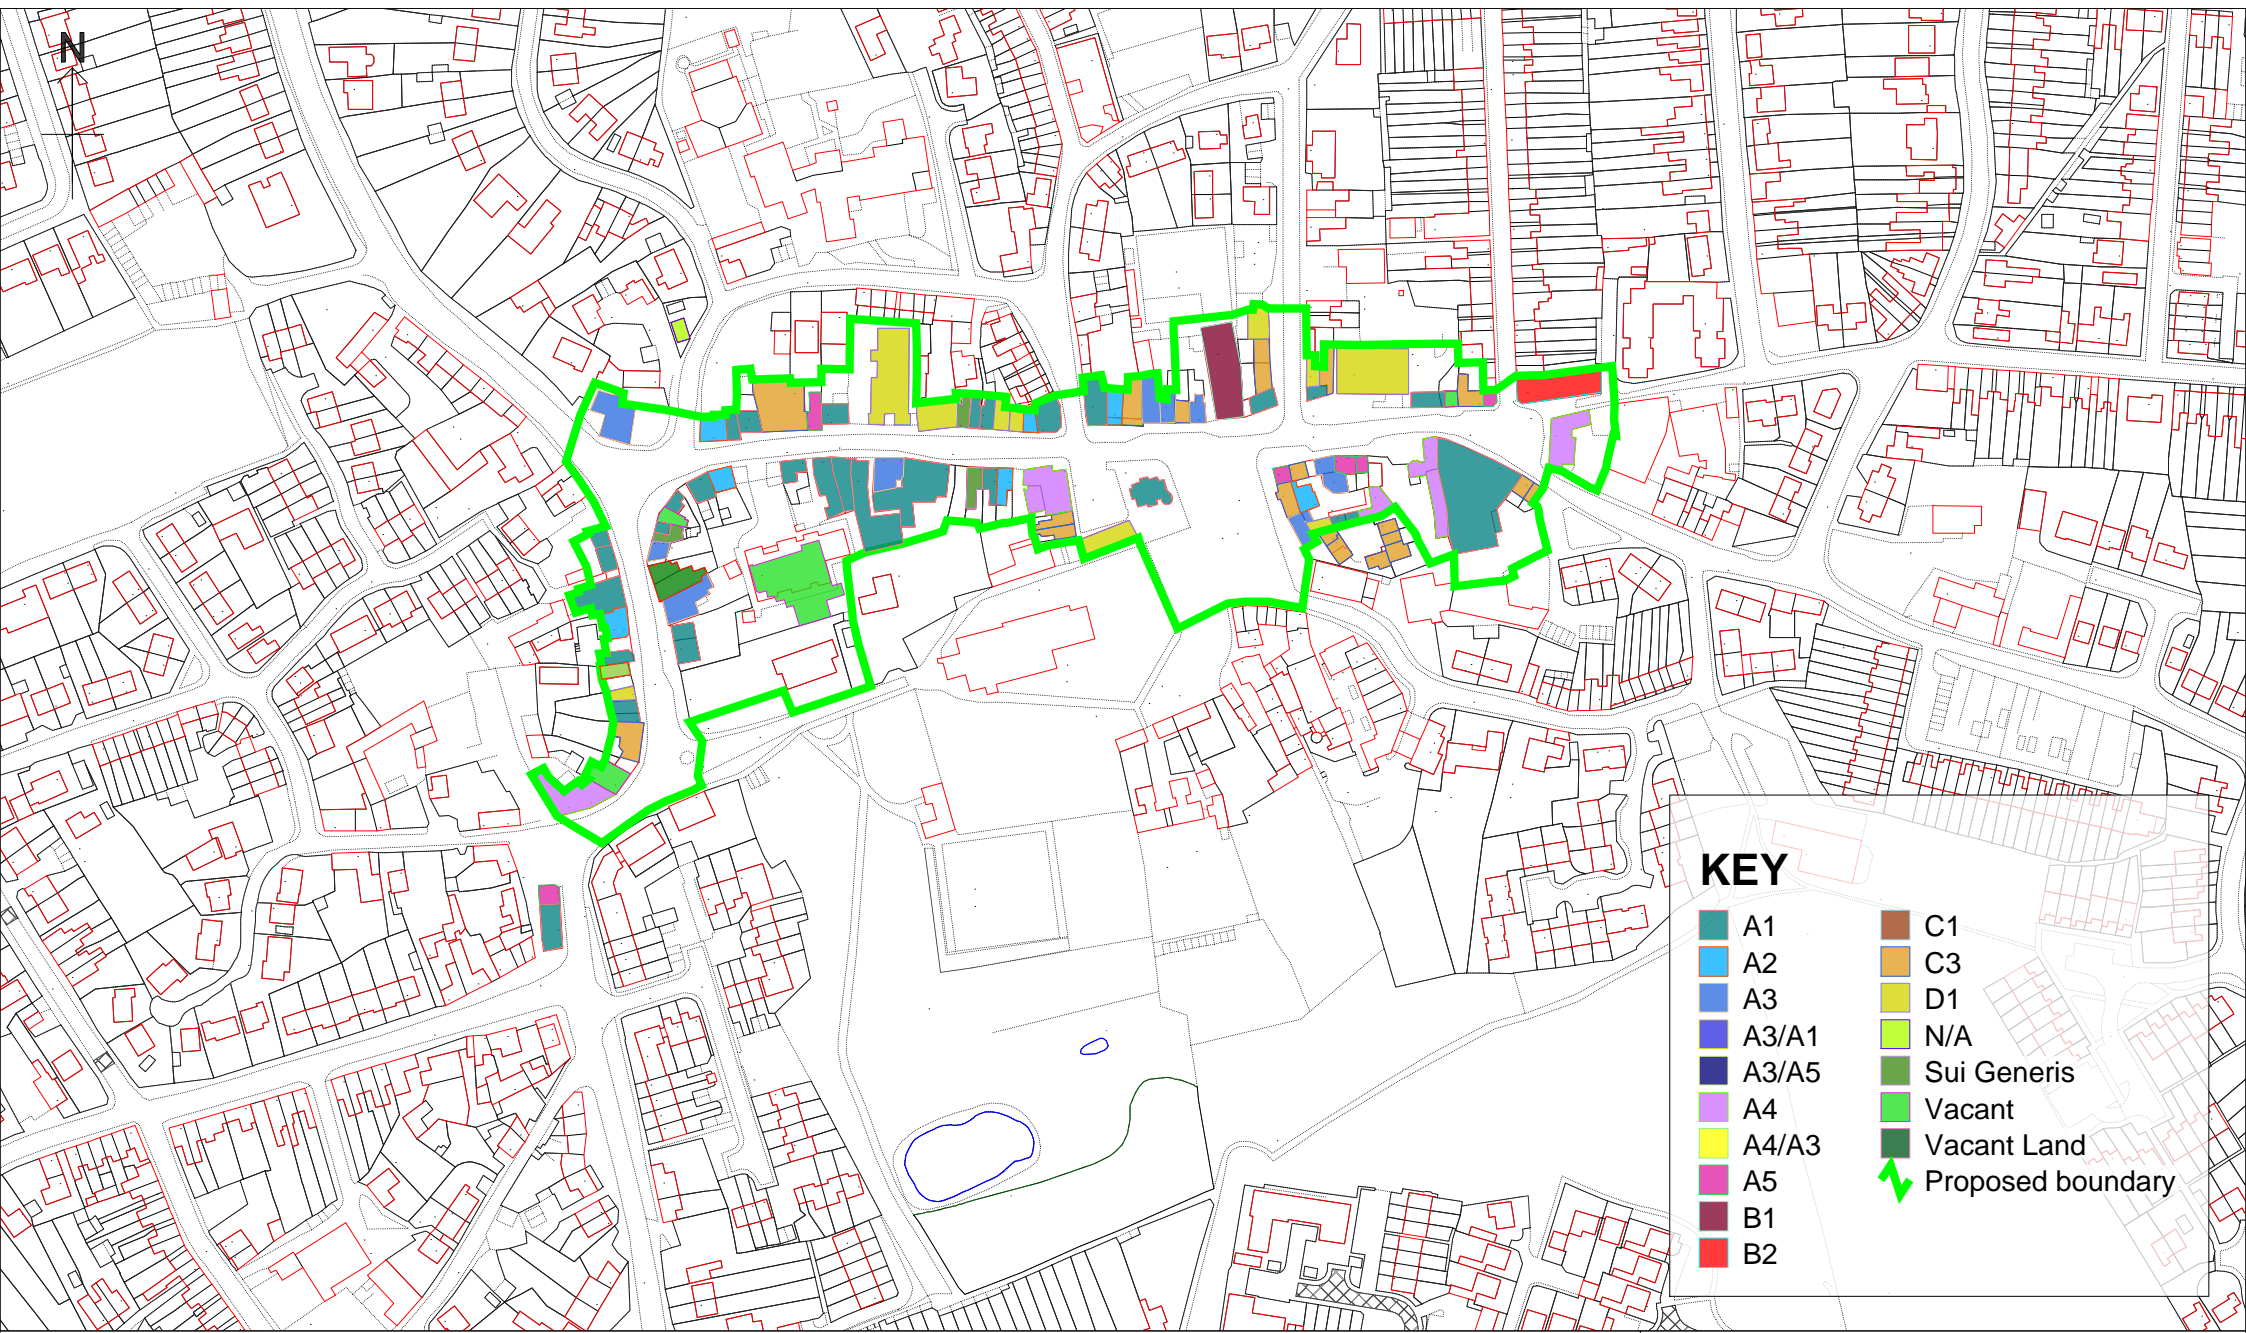 N
KEY
A1
A2
A3
A3/A1
A3/A5
A4
A4/A3
A5
B1
B2
C1
C3
D1
N/A
Sui Generis
Vacant
Vacant Land
Proposed boundary